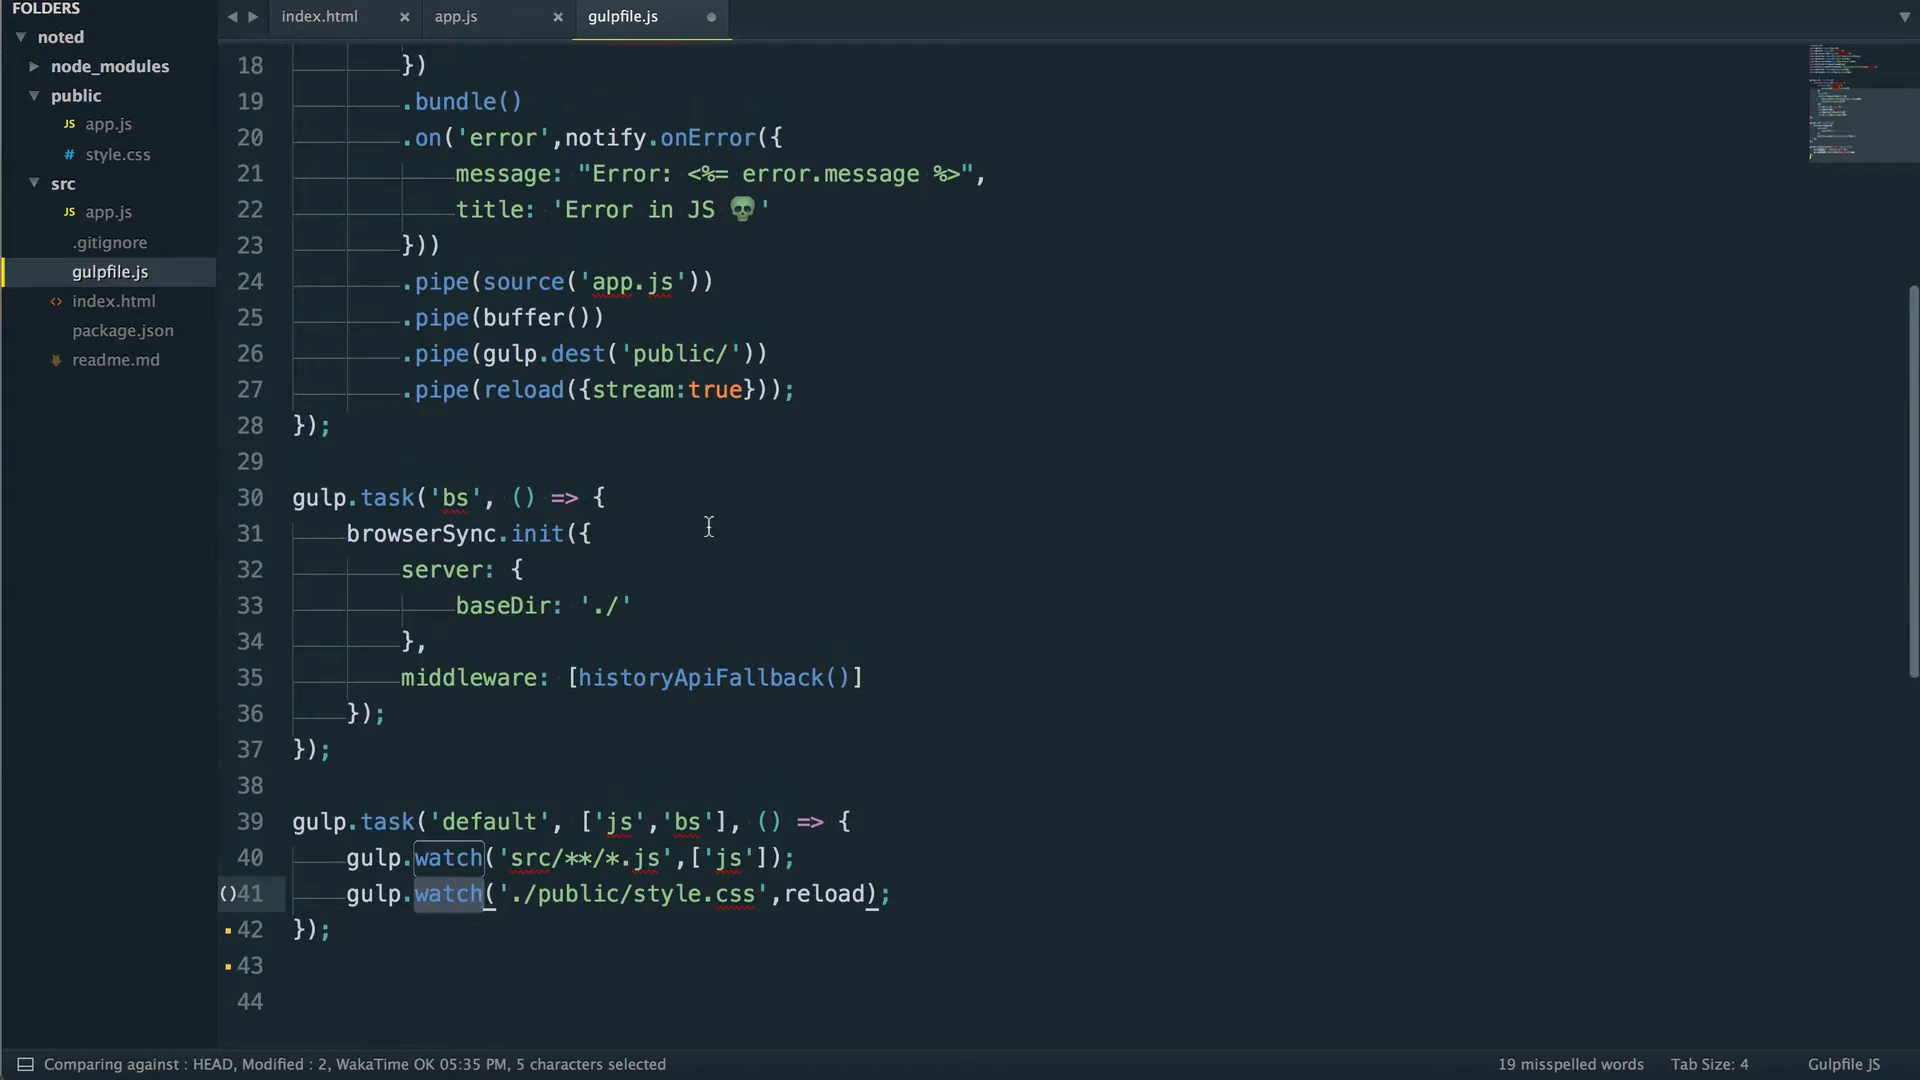 FOLDERS
noted
node_modules
public
JS app.js
# style.css
src
JS app.js
.gitignore
gulpfile.js
<> index.html
package.json
readme.md
index.html × app.js × gulpfile.js
18 })
19 .bundle()
20 .on('error',notify.onError({
21 message: "Error: <%= error.message %>",
22 title: 'Error in JS 💀'
23 }))
24 .pipe(source('app.js'))
25 .pipe(buffer())
26 .pipe(gulp.dest('public/'))
27 .pipe(reload({stream:true}));
28 });
29
30 gulp.task('bs', () => {
31 browserSync.init({
32 server: {
33 baseDir: './'
34 },
35 middleware: [historyApiFallback()]
36 });
37 });
38
39 gulp.task('default', ['js','bs'], () => {
40 gulp.watch('src/**/*.js',['js']);
()41 gulp.watch('./public/style.css',reload);
42 });
43
44
Comparing against : HEAD, Modified : 2, WakaTime OK 05:35 PM, 5 characters selected
19 misspelled words Tab Size: 4 Gulpfile JS